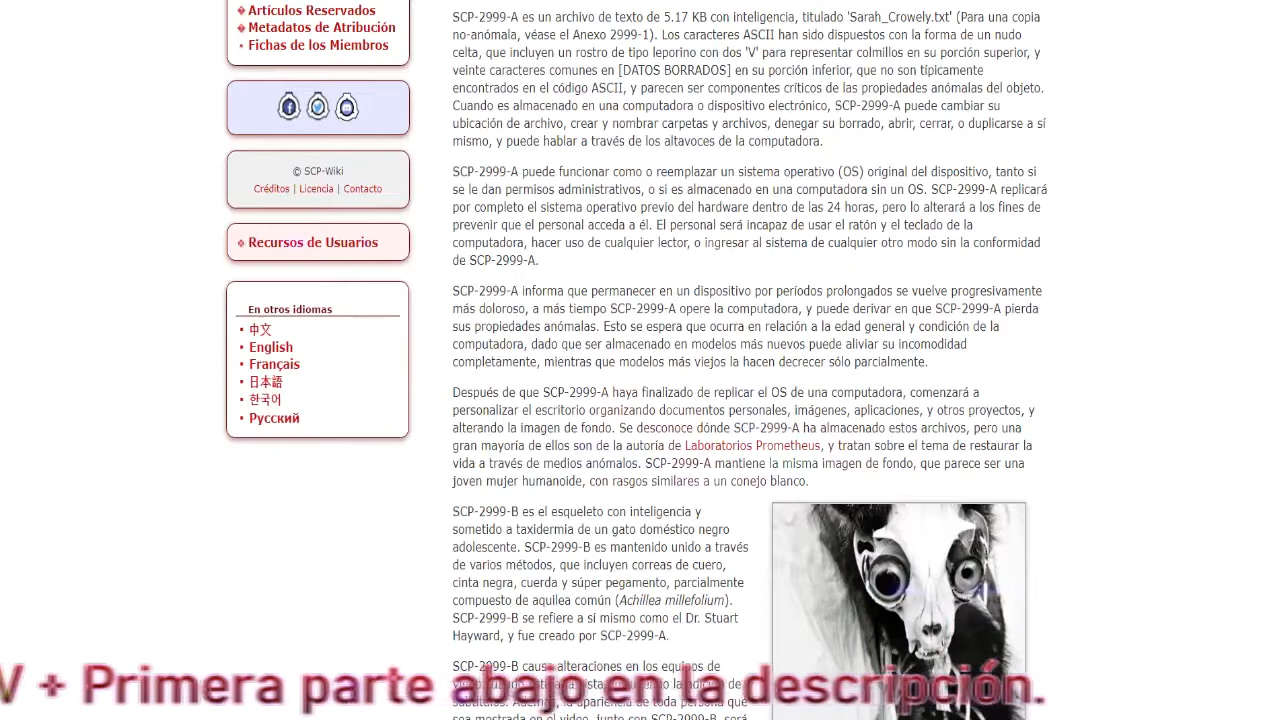 Artículos Reservados
Metadatos de Atribución
Fichas de los Miembros
© SCP-Wiki
Créditos | Licencia | Contacto
Recursos de Usuarios
En otros idiomas
中文
English
Français
日本語
한국어
Русский
SCP-2999-A es un archivo de texto de 5.17 KB con inteligencia, titulado 'Sarah_Crowely.txt' (Para una copia
no-anómala, véase el Anexo 2999-1). Los caracteres ASCII han sido dispuestos con la forma de un nudo
celta, que incluyen un rostro de tipo leporino con dos 'V' para representar colmillos en su porción superior, y
veinte caracteres comunes en [DATOS BORRADOS] en su porción inferior, que no son típicamente
encontrados en el código ASCII, y parecen ser componentes críticos de las propiedades anómalas del objeto.
Cuando es almacenado en una computadora o dispositivo electrónico, SCP-2999-A puede cambiar su
ubicación de archivo, crear y nombrar carpetas y archivos, denegar su borrado, abrir, cerrar, o duplicarse a sí
mismo, y puede hablar a través de los altavoces de la computadora.
SCP-2999-A puede funcionar como o reemplazar un sistema operativo (OS) original del dispositivo, tanto si
se le dan permisos administrativos, o si es almacenado en una computadora sin un OS. SCP-2999-A replicará
por completo el sistema operativo previo del hardware dentro de las 24 horas, pero lo alterará a los fines de
prevenir que el personal acceda a él. El personal será incapaz de usar el ratón y el teclado de la
computadora, hacer uso de cualquier lector, o ingresar al sistema de cualquier otro modo sin la conformidad
de SCP-2999-A.
SCP-2999-A informa que permanecer en un dispositivo por períodos prolongados se vuelve progresivamente
más doloroso, a más tiempo SCP-2999-A opere la computadora, y puede derivar en que SCP-2999-A pierda
sus propiedades anómalas. Esto se espera que ocurra en relación a la edad general y condición de la
computadora, dado que ser almacenado en modelos más nuevos puede aliviar su incomodidad
completamente, mientras que modelos más viejos la hacen decrecer sólo parcialmente.
Después de que SCP-2999-A haya finalizado de replicar el OS de una computadora, comenzará a
personalizar el escritorio organizando documentos personales, imágenes, aplicaciones, y otros proyectos, y
alterando la imagen de fondo. Se desconoce dónde SCP-2999-A ha almacenado estos archivos, pero una
gran mayoría de ellos son de la autoría de Laboratorios Prometheus, y tratan sobre el tema de restaurar la
vida a través de medios anómalos. SCP-2999-A mantiene la misma imagen de fondo, que parece ser una
joven mujer humanoide, con rasgos similares a un conejo blanco.
SCP-2999-B es el esqueleto con inteligencia y
sometido a taxidermia de un gato doméstico negro
adolescente. SCP-2999-B es mantenido unido a través
de varios métodos, que incluyen correas de cuero,
cinta negra, cuerda y súper pegamento, parcialmente
compuesto de aquilea común (Achillea millefolium).
SCP-2999-B se refiere a sí mismo como el Dr. Stuart
Hayward, y fue creado por SCP-2999-A.
SCP-2999-B causa alteraciones en los equipos de
V + Primera parte abajo en la descripción.